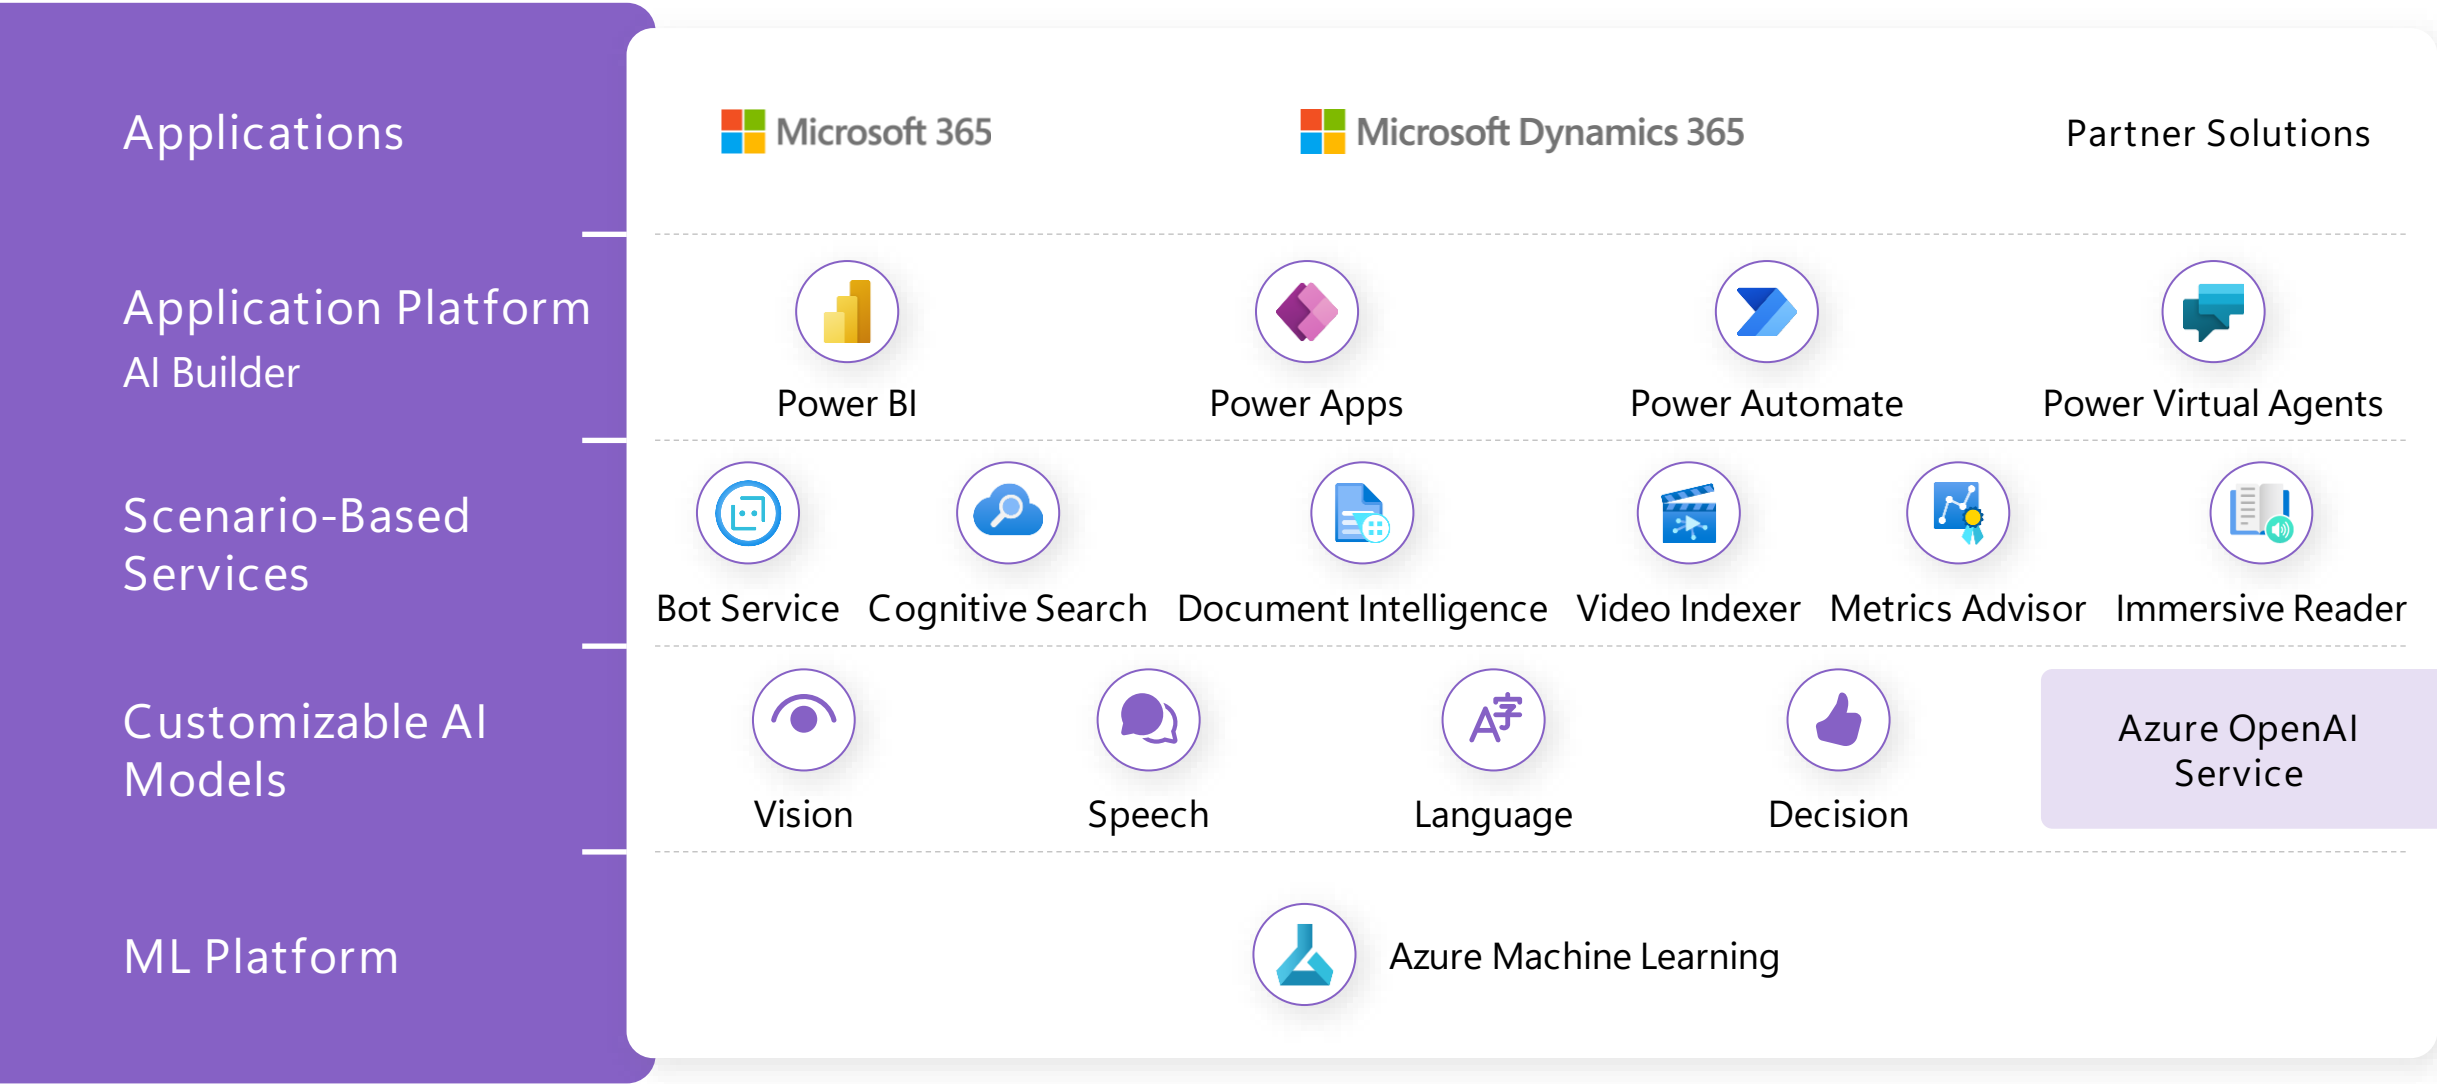 Applications
Microsoft 365
Microsoft Dynamics 365
Partner Solutions
Application Platform
AI Builder
Power BI
Power Apps
Power Automate
Power Virtual Agents
Scenario-Based
Services
Bot Service
Cognitive Search
Document Intelligence
Video Indexer
Metrics Advisor
Immersive Reader
Customizable AI
Models
A字
Vision
Speech
Language
Decision
Azure OpenAI
Service
ML Platform
Azure Machine Learning